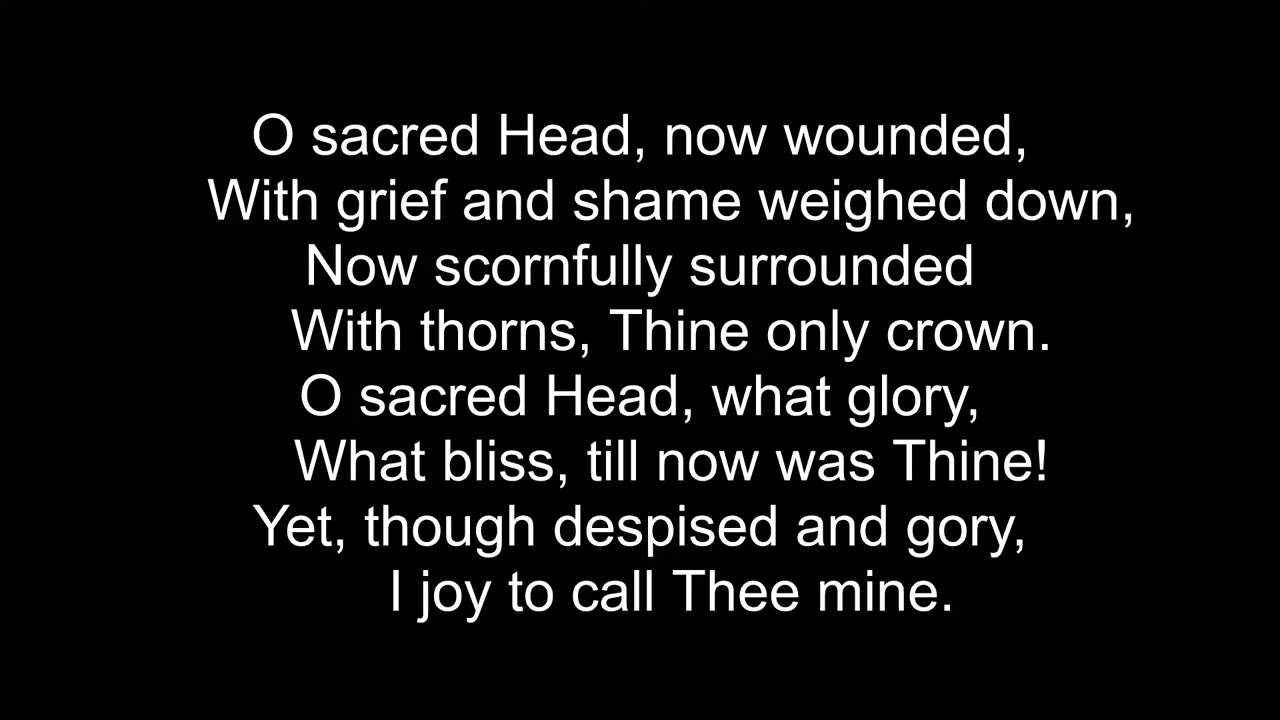 O sacred Head, now wounded,
With grief and shame weighed down,
Now scornfully surrounded
With thorns, Thine only crown.
O sacred Head, what glory,
What bliss, till now was Thine!
Yet, though despised and gory,
I joy to call Thee mine.